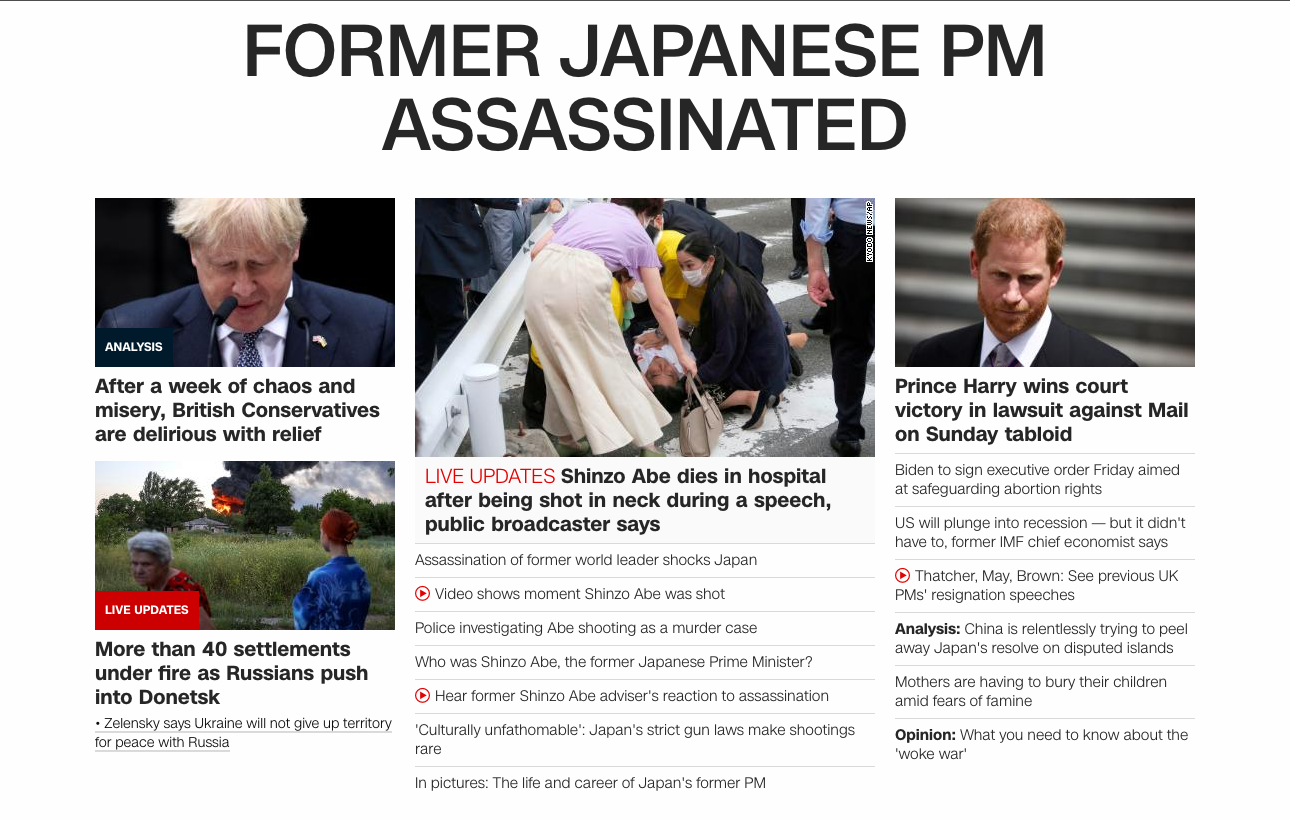 FORMER JAPANESE PM
ASSASSINATED
ANALYSIS
After a week of chaos and
misery, British Conservatives
are delirious with relief
LIVE UPDATES
More than 40 settlements
under fire as Russians push
into Donetsk
• Zelensky says Ukraine will not give up territory
for peace with Russia
KYODO NEWS/AP
LIVE UPDATES Shinzo Abe dies in hospital
after being shot in neck during a speech,
public broadcaster says
Assassination of former world leader shocks Japan
Video shows moment Shinzo Abe was shot
Police investigating Abe shooting as a murder case
Who was Shinzo Abe, the former Japanese Prime Minister?
Hear former Shinzo Abe adviser's reaction to assassination
'Culturally unfathomable': Japan's strict gun laws make shootings
rare
In pictures: The life and career of Japan's former PM
Prince Harry wins court
victory in lawsuit against Mail
on Sunday tabloid
Biden to sign executive order Friday aimed
at safeguarding abortion rights
US will plunge into recession — but it didn't
have to, former IMF chief economist says
Thatcher, May, Brown: See previous UK
PMs' resignation speeches
Analysis: China is relentlessly trying to peel
away Japan's resolve on disputed islands
Mothers are having to bury their children
amid fears of famine
Opinion: What you need to know about the
'woke war'